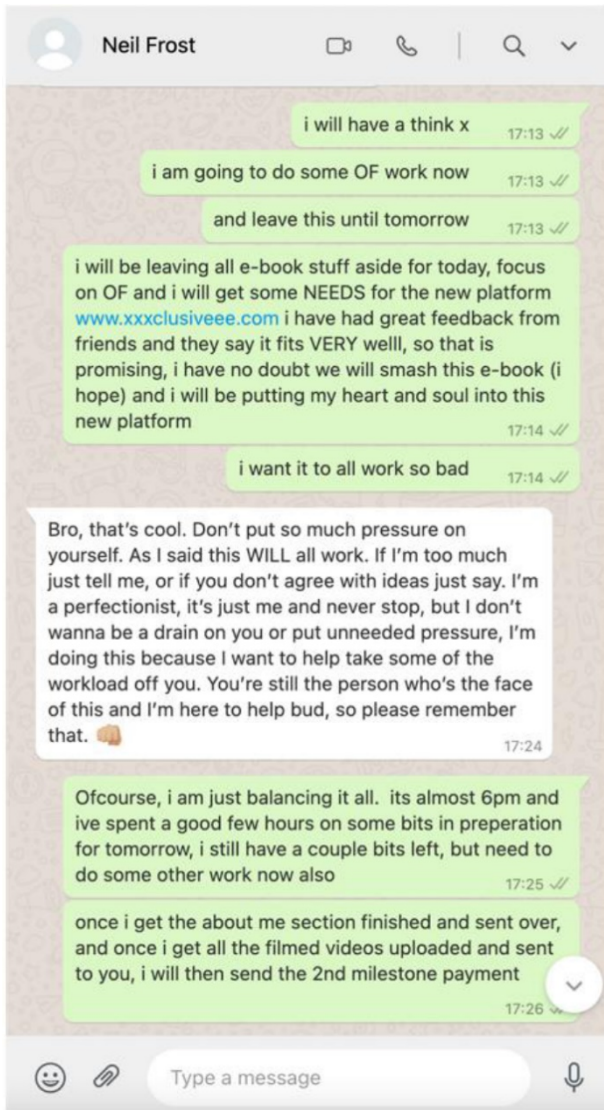 Neil Frost
i will have a think x
17:13
i am going to do some OF work now
17:13
and leave this until tomorrow
17:13
i will be leaving all e-book stuff aside for today, focus
on OF and i will get some NEEDS for the new platform
www.xxxclusiveee.com i have had great feedback from
friends and they say it fits VERY welll, so that is
promising, i have no doubt we will smash this e-book (i
hope) and i will be putting my heart and soul into this
new platform
17:14
i want it to all work so bad
17:14
Bro, that's cool. Don't put so much pressure on
yourself. As I said this WILL all work. If I'm too much
just tell me, or if you don't agree with ideas just say. I'm
a perfectionist, it's just me and never stop, but I don't
wanna be a drain on you or put unneeded pressure, I'm
doing this because I want to help take some of the
workload off you. You're still the person who's the face
of this and I'm here to help bud, so please remember
that. 👊🏼
17:24
Ofcourse, i am just balancing it all.  its almost 6pm and
ive spent a good few hours on some bits in preperation
for tomorrow, i still have a couple bits left, but need to
do some other work now also
17:25
once i get the about me section finished and sent over,
and once i get all the filmed videos uploaded and sent
to you, i will then send the 2nd milestone payment
17:26
Type a message